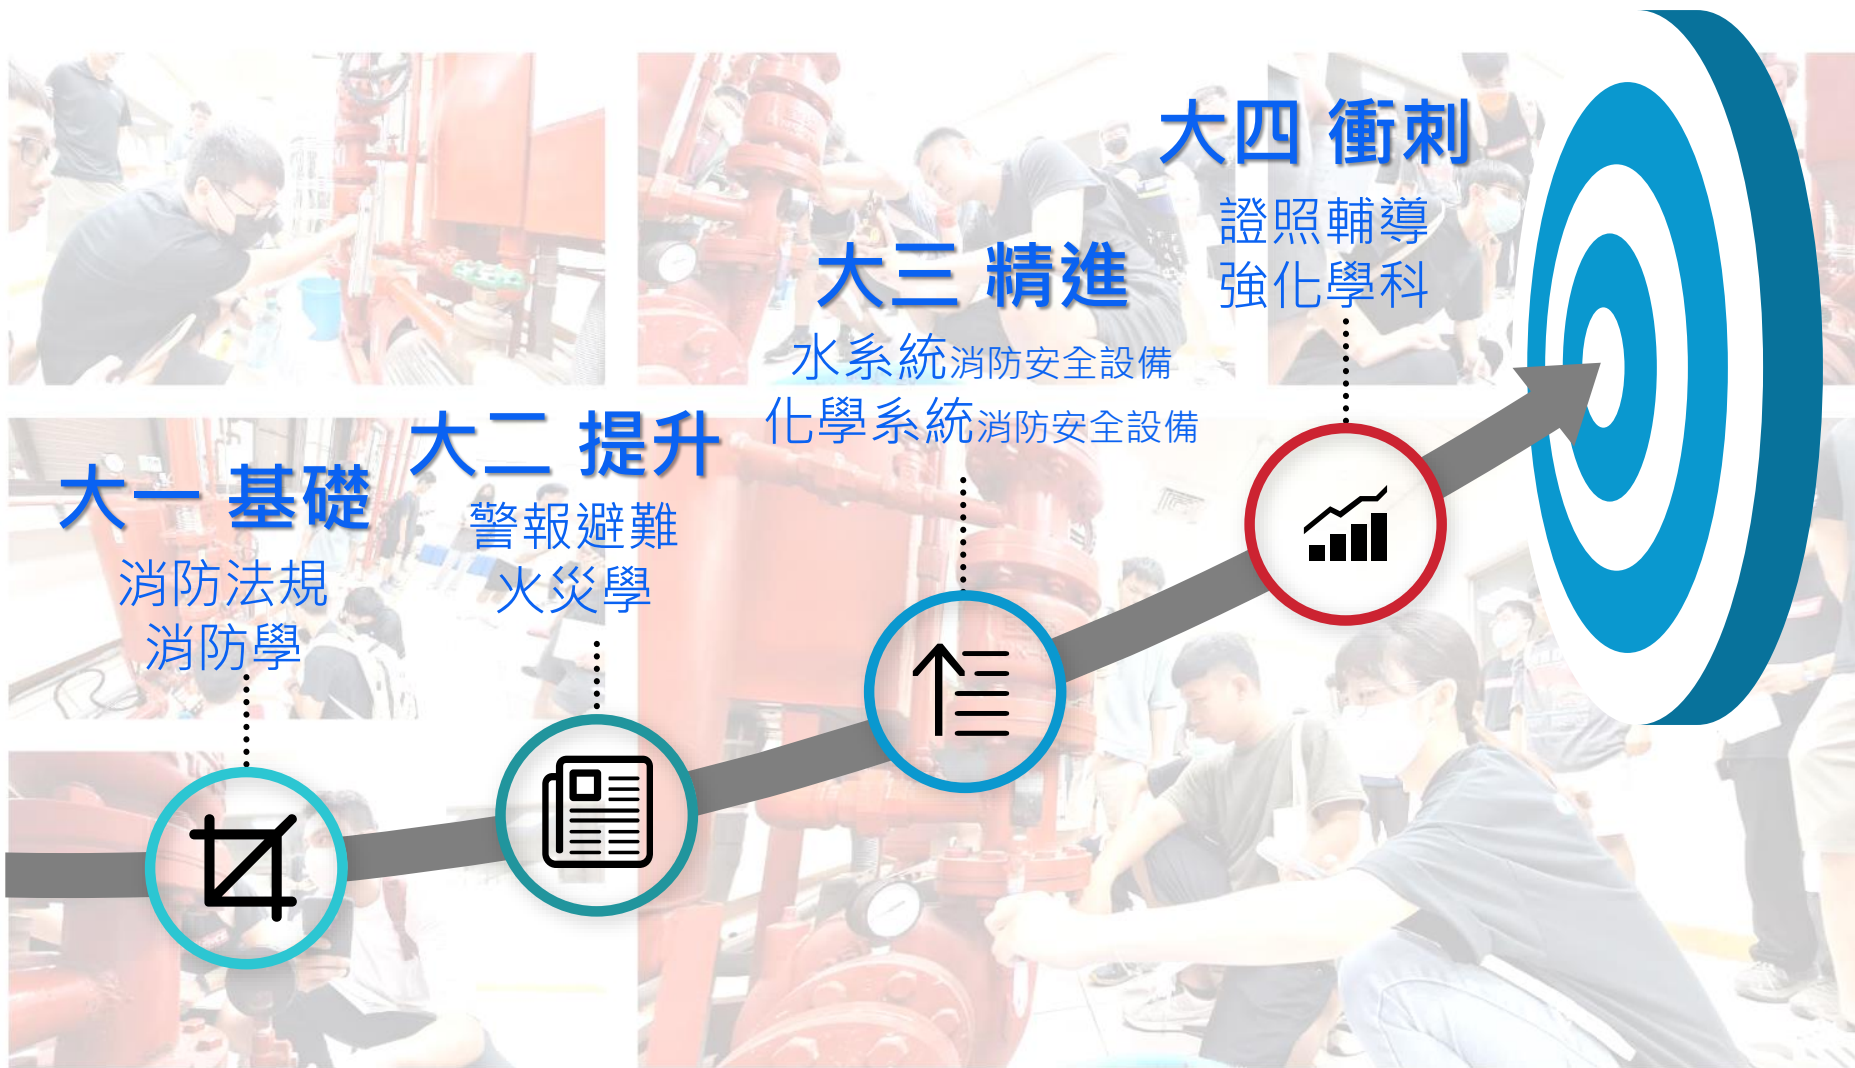 大一 基礎
消防法規
消防學
大二 提升
警報避難
火災學
大三 精進
水系統消防安全設備
化學系統消防安全設備
大四 衝刺
證照輔導
強化學科